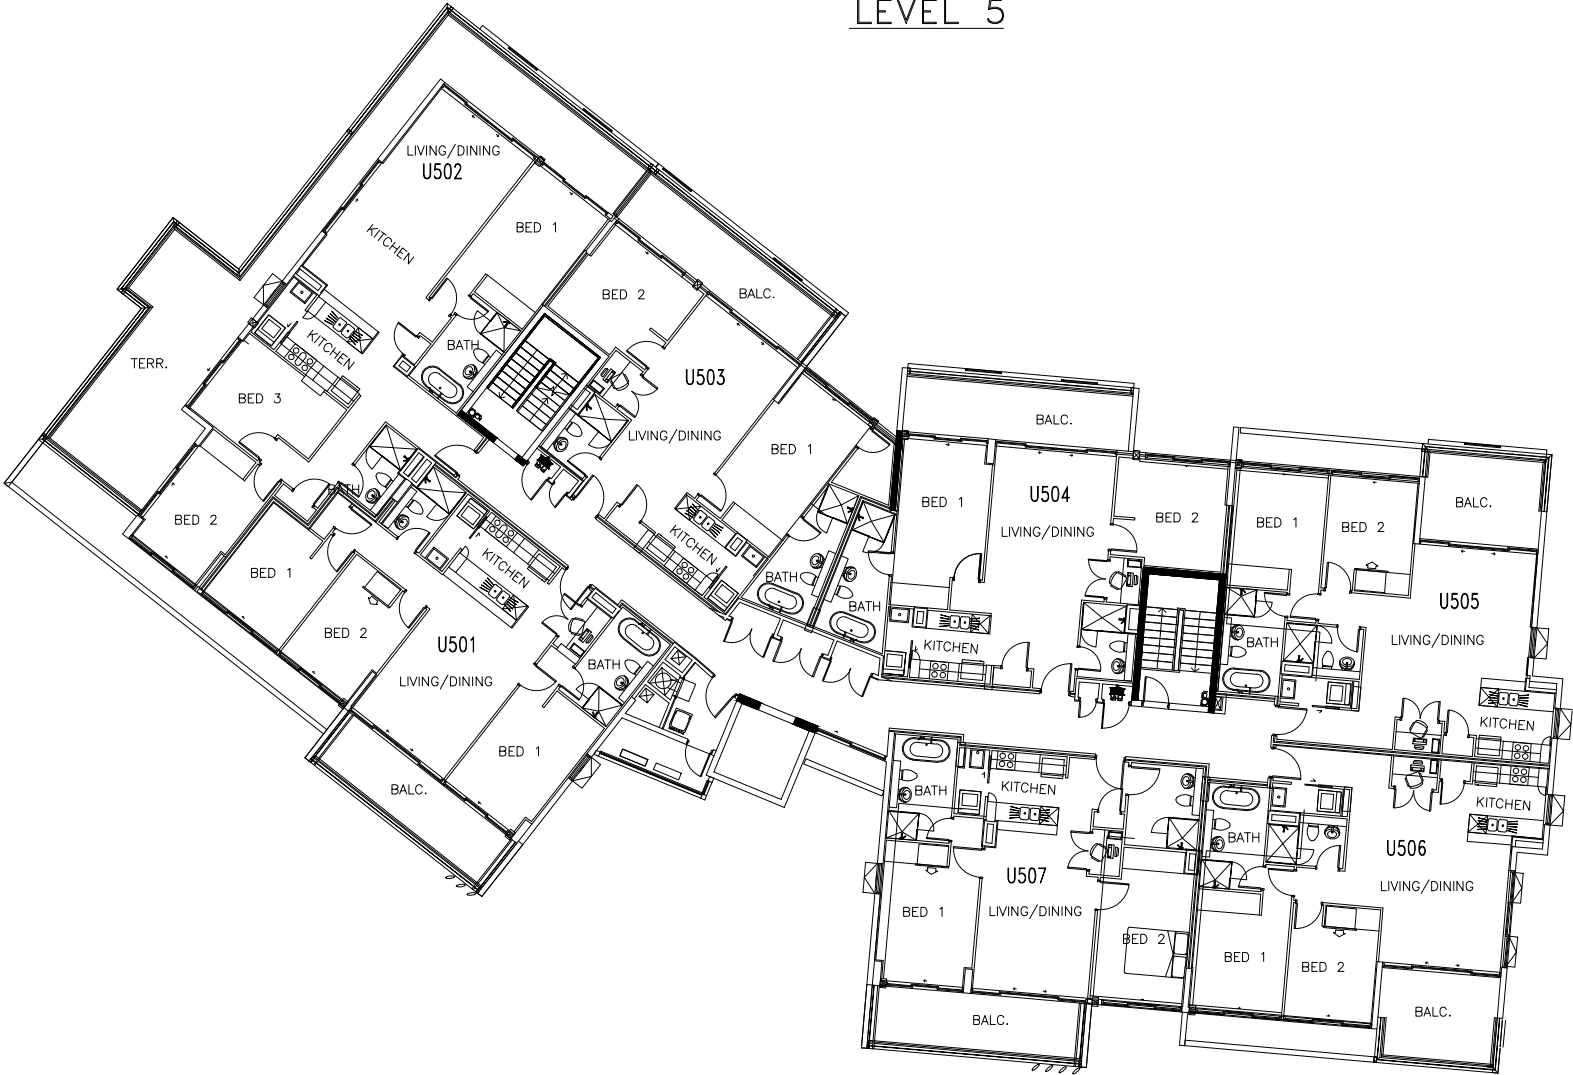 LEVEL 5
LIVING/DINING
U502
KITCHEN
BED 1
BED 2
BALC.
TERR.
KITCHEN
BATH
BED 3
U503
LIVING/DINING
BED 1
BATH
BED 2
KITCHEN
BED 1
BED 2
U501
LIVING/DINING
BATH
BED 1
BALC.
KITCHEN
BATH
BATH
BALC.
BED 1
U504
LIVING/DINING
BED 2
KITCHEN
BALC.
BED 1
BED 2
U505
LIVING/DINING
BATH
KITCHEN
BATH
KITCHEN
U507
BED 1
LIVING/DINING
BED 2
BALC.
KITCHEN
BATH
U506
LIVING/DINING
BED 1
BED 2
BALC.